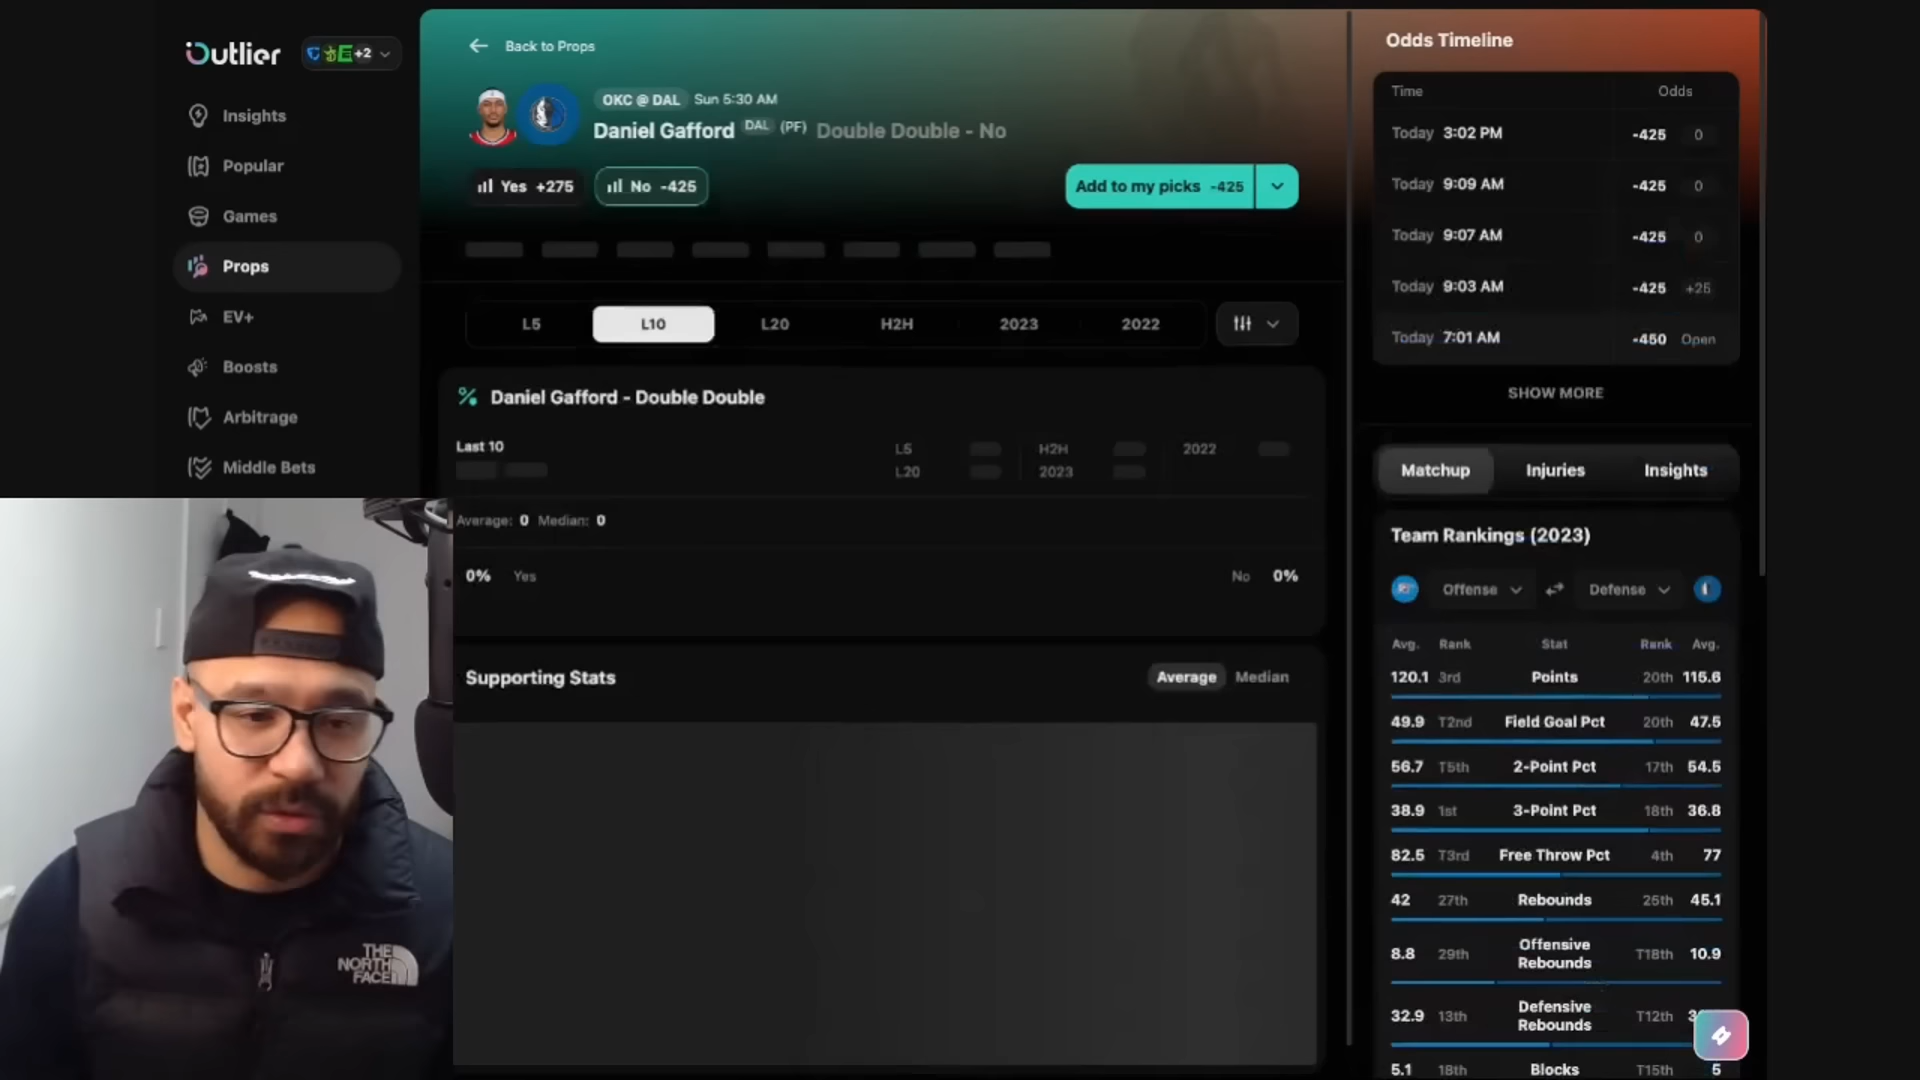 Outlier
+2
Insights
Popular
Games
Props
EV+
Boosts
Arbitrage
Middle Bets
Back to Props
OKC @ DAL Sun 5:30 AM
Daniel Gafford DAL (PF) Double Double - No
Yes +275
No -425
Add to my picks -425
L5 L10 L20 H2H 2023 2022
Daniel Gafford - Double Double
Last 10
L5 H2H 2022
L20 2023
Average: 0 Median: 0
0% Yes No 0%
Supporting Stats
Average Median
THE
NORTH
FACE
Odds Timeline
Time Odds
Today 3:02 PM -425 0
Today 9:09 AM -425 0
Today 9:07 AM -425 0
Today 9:03 AM -425 +25
Today 7:01 AM -450 Open
SHOW MORE
Matchup Injuries Insights
Team Rankings (2023)
Offense Defense
Avg. Rank Stat Rank Avg.
120.1 3rd Points 20th 115.6
49.9 T2nd Field Goal Pct 20th 47.5
56.7 T5th 2-Point Pct 17th 54.5
38.9 1st 3-Point Pct 18th 36.8
82.5 T3rd Free Throw Pct 4th 77
42 27th Rebounds 25th 45.1
8.8 29th Offensive Rebounds T18th 10.9
32.9 13th Defensive Rebounds T12th
5.1 18th Blocks T15th 5